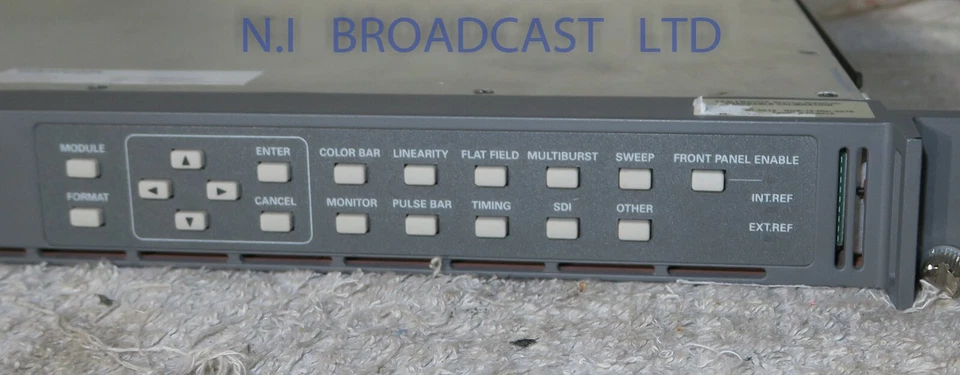 N.I BROADCAST LTD
MODULE
FORMAT
ENTER
CANCEL
COLOR BAR LINEARITY FLAT FIELD MULTIBURST SWEEP FRONT PANEL ENABLE
MONITOR PULSE BAR TIMING SDI OTHER
INT.REF
EXT.REF